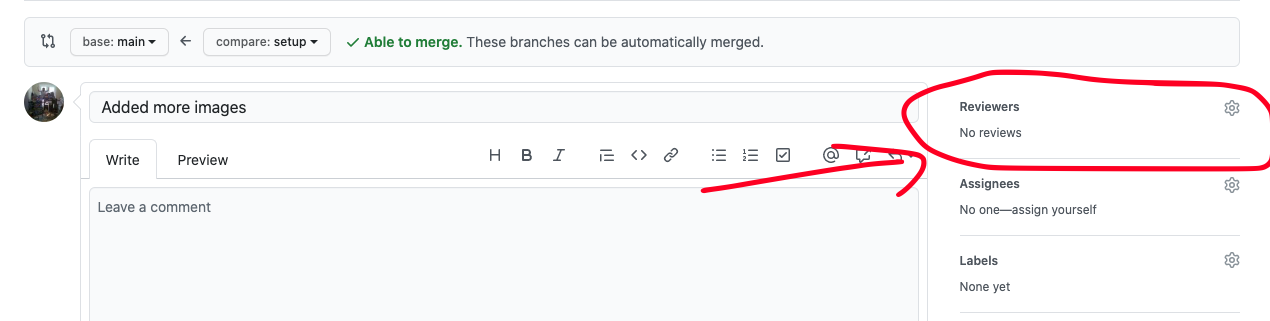 base: main
compare: setup
Able to merge. These branches can be automatically merged.
Added more images
Reviewers
No reviews
Write
Preview
Leave a comment
Assignees
No one—assign yourself
Labels
None yet